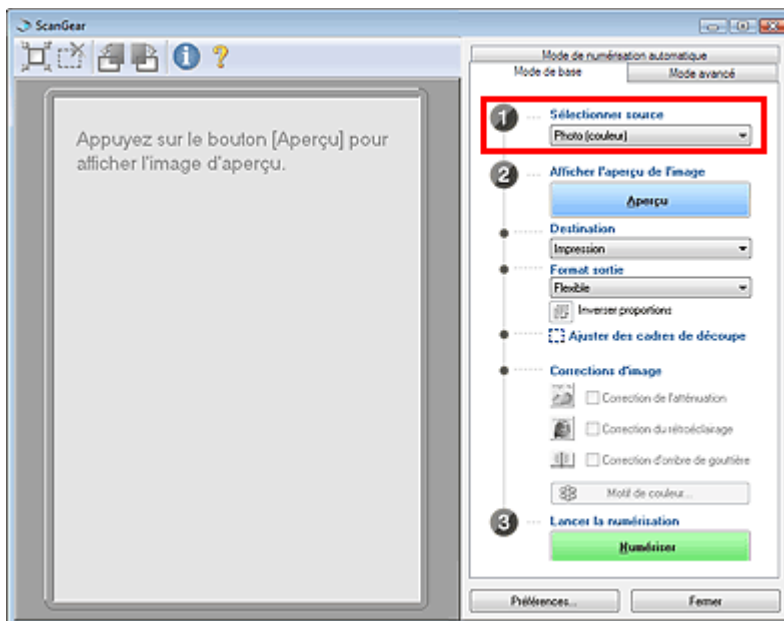 ScanGear
Appuyez sur le bouton [Aperçu] pour
afficher l'image d'aperçu.
Mode de numérisation automatique
Mode de base
Mode avancé
1
Sélectionner source
Photo (couleur)
2
Afficher l'aperçu de l'image
Aperçu
Destination
Impression
Format sortie
Flexible
Inverser proportions
Ajuster des cadres de découpe
Corrections d'image
Correction de l'atténuation
Correction du rétroéclairage
Correction d'ombre de gouttière
Motif de couleur...
3
Lancer la numérisation
Numériser
Préférences...
Fermer